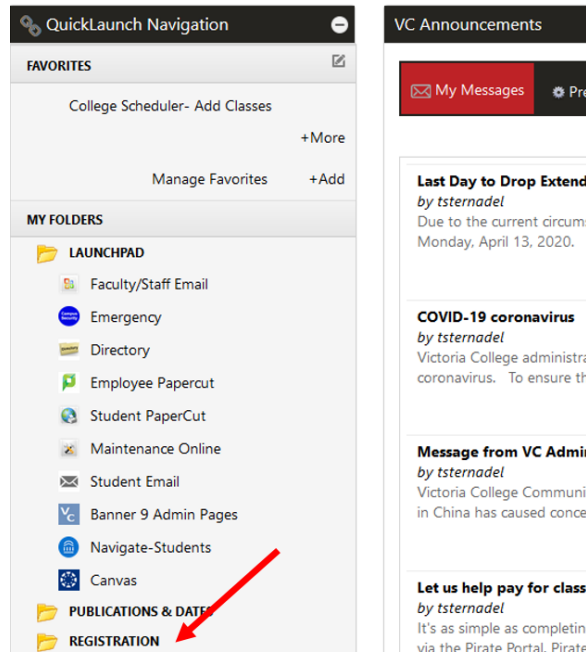 QuickLaunch Navigation
FAVORITES
College Scheduler- Add Classes
+More
Manage Favorites +Add
MY FOLDERS
LAUNCHPAD
Faculty/Staff Email
Emergency
Directory
Employee Papercut
Student PaperCut
Maintenance Online
Student Email
Banner 9 Admin Pages
Navigate-Students
Canvas
PUBLICATIONS & DATES
REGISTRATION
VC Announcements
My Messages Pre
Last Day to Drop Extend
by tsternadel
Due to the current circum
Monday, April 13, 2020.
COVID-19 coronavirus
by tsternadel
Victoria College administra
coronavirus. To ensure th
Message from VC Admi
by tsternadel
Victoria College Communi
in China has caused conce
Let us help pay for class
by tsternadel
It's as simple as completin
via the Pirate Portal. Pirate